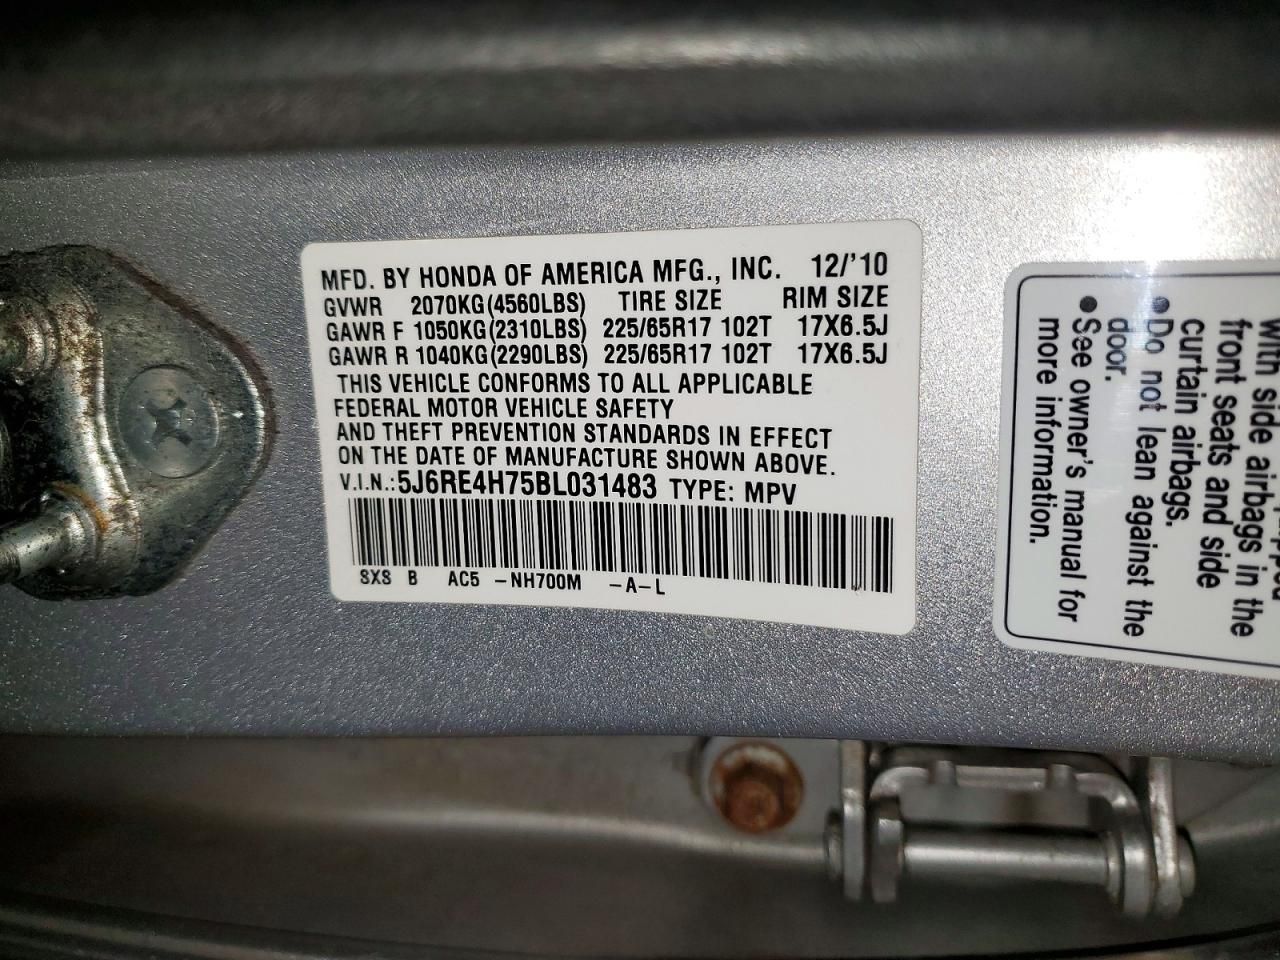 MFD. BY HONDA OF AMERICA MFG., INC. 12/'10
GVWR 2070KG(4560LBS) TIRE SIZE RIM SIZE
GAWR F 1050KG(2310LBS) 225/65R17 102T 17X6.5J
GAWR R 1040KG(2290LBS) 225/65R17 102T 17X6.5J
THIS VEHICLE CONFORMS TO ALL APPLICABLE
FEDERAL MOTOR VEHICLE SAFETY
AND THEFT PREVENTION STANDARDS IN EFFECT
ON THE DATE OF MANUFACTURE SHOWN ABOVE.
V.I.N.:5J6RE4H75BL031483 TYPE: MPV
SXS B AC5 -NH700M -A-L
with side airbags in the
front seats and side
curtain airbags.
●Do not lean against the
door.
●See owner's manual for
more information.